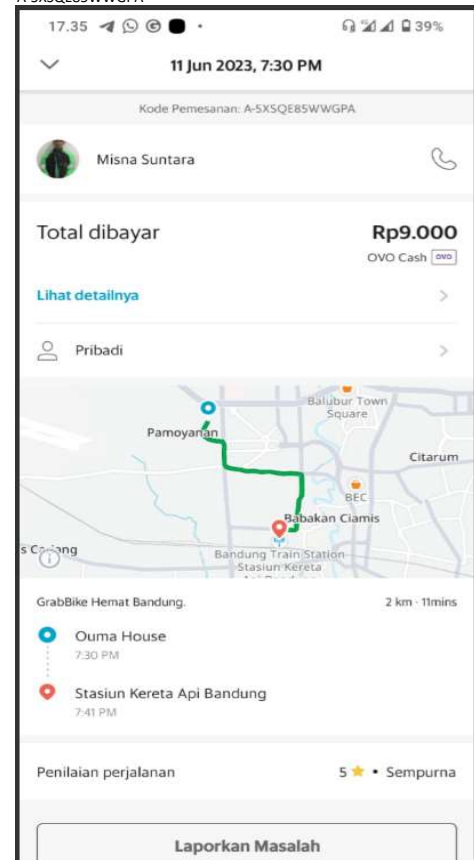 17.35
39%
11 Jun 2023, 7:30 PM
Kode Pemesanan: A-5XSQE85WWGPA
Misna Suntara
Total dibayar
Rp9.000
OVO Cash OVO
Lihat detailnya
Pribadi
Balubur Town
Square
Pamoyanan
Citarum
BEC
Babakan Ciamis
Bandung Train Station
Stasiun Kereta
GrabBike Hemat Bandung.
2 km · 11mins
Ouma House
7:30 PM
Stasiun Kereta Api Bandung
7:41 PM
Penilaian perjalanan
5 ★ • Sempurna
Laporkan Masalah